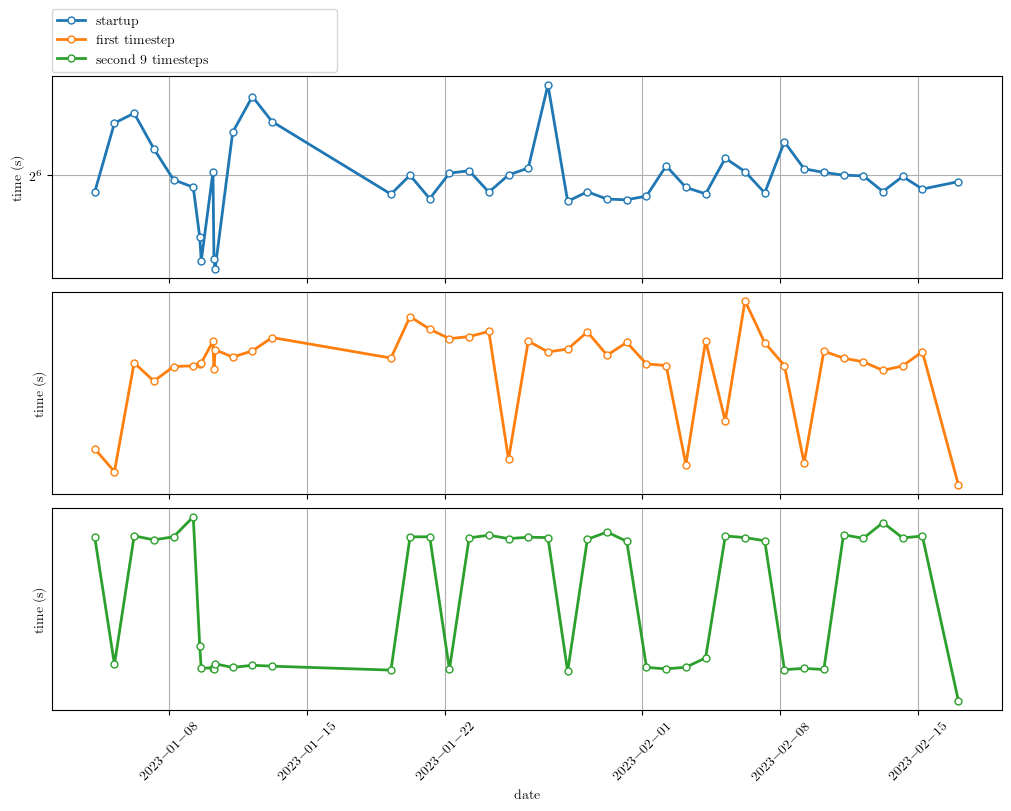 startup
first timestep
second 9 timesteps
time (s)
2^6
time (s)
time (s)
2023−01−08
2023−01−15
2023−01−22
2023−02−01
2023−02−08
2023−02−15
date